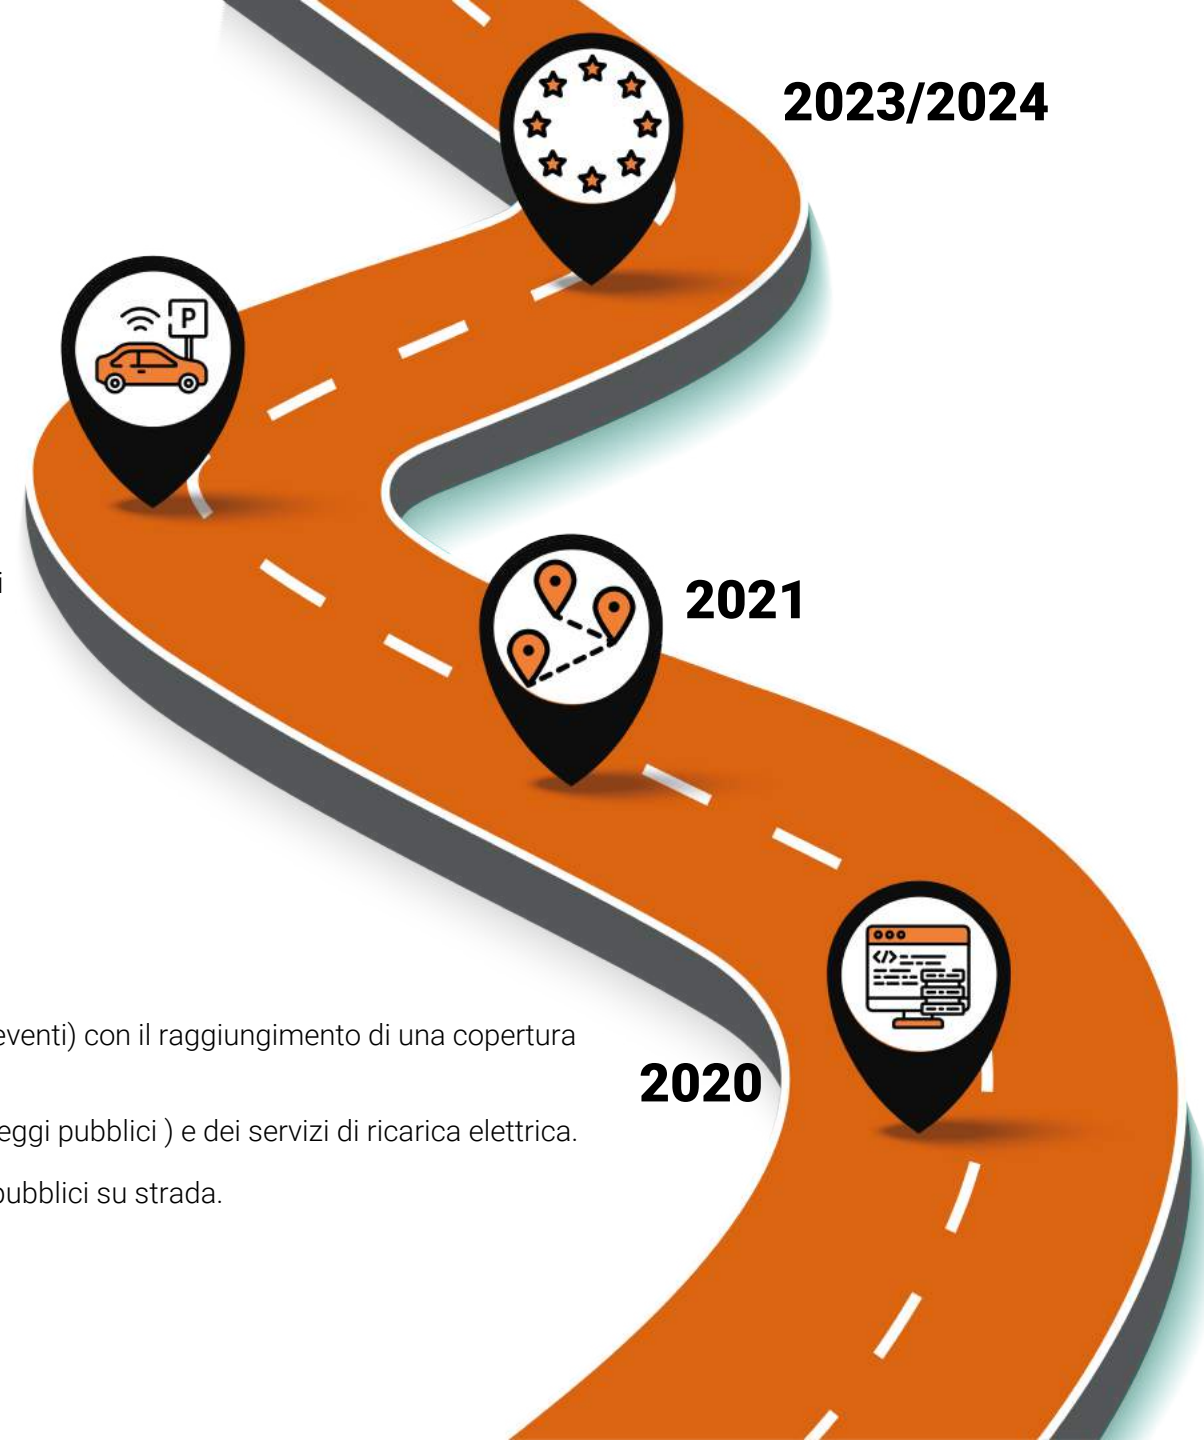 2023/2024
P
i
2021
eventi) con il raggiungimento di una copertura
2020
eggi pubblici ) e dei servizi di ricarica elettrica.
pubblici su strada.